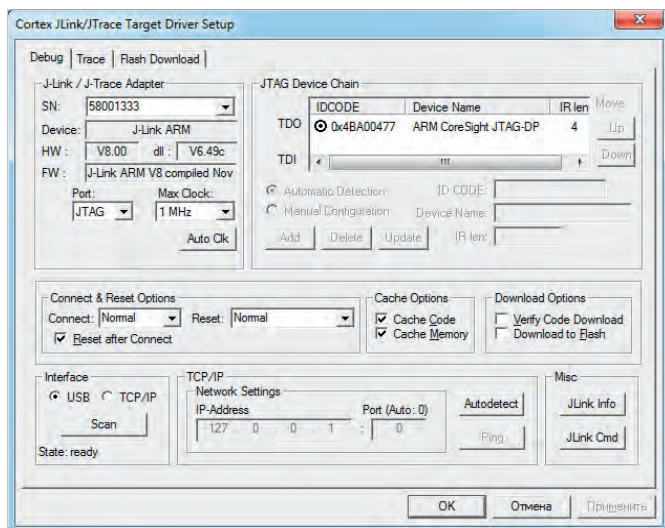 Cortex JLink/JTrace Target Driver Setup
Debug Trace Flash Download
J-Link / J-Trace Adapter
SN: 58001333
Device: J-Link ARM
HW : V8.00 dll : V6.49c
FW : J-Link ARM V8 compiled Nov
Port: Max Clock:
JTAG 1 MHz
Auto Clk
JTAG Device Chain
IDCODE Device Name IR len Move
TDO 0x4BA00477 ARM CoreSight JTAG-DP 4 Up
TDI Down
Automatic Detection ID CODE:
Manual Configuration Device Name:
Add Delete Update IR len:
Connect & Reset Options
Connect: Normal Reset: Normal
Reset after Connect
Cache Options
Cache Code
Cache Memory
Download Options
Verify Code Download
Download to Flash
Interface
USB TCP/IP
Scan
State: ready
TCP/IP
Network Settings
IP-Address Port (Auto: 0)
127 . 0 . 0 . 1 : 0
Autodetect
Ping
Misc
JLink Info
JLink Cmd
OK Отмена Применить